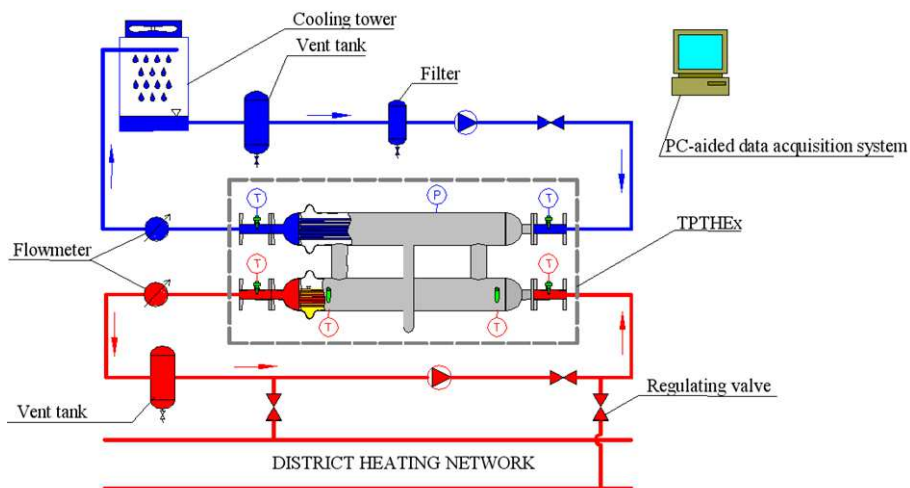 Cooling tower
Vent tank
Filter
PC-aided data acquisition system
T
P
T
TPTHEx
Flowmeter
T
T
T
T
Regulating valve
Vent tank
DISTRICT HEATING NETWORK